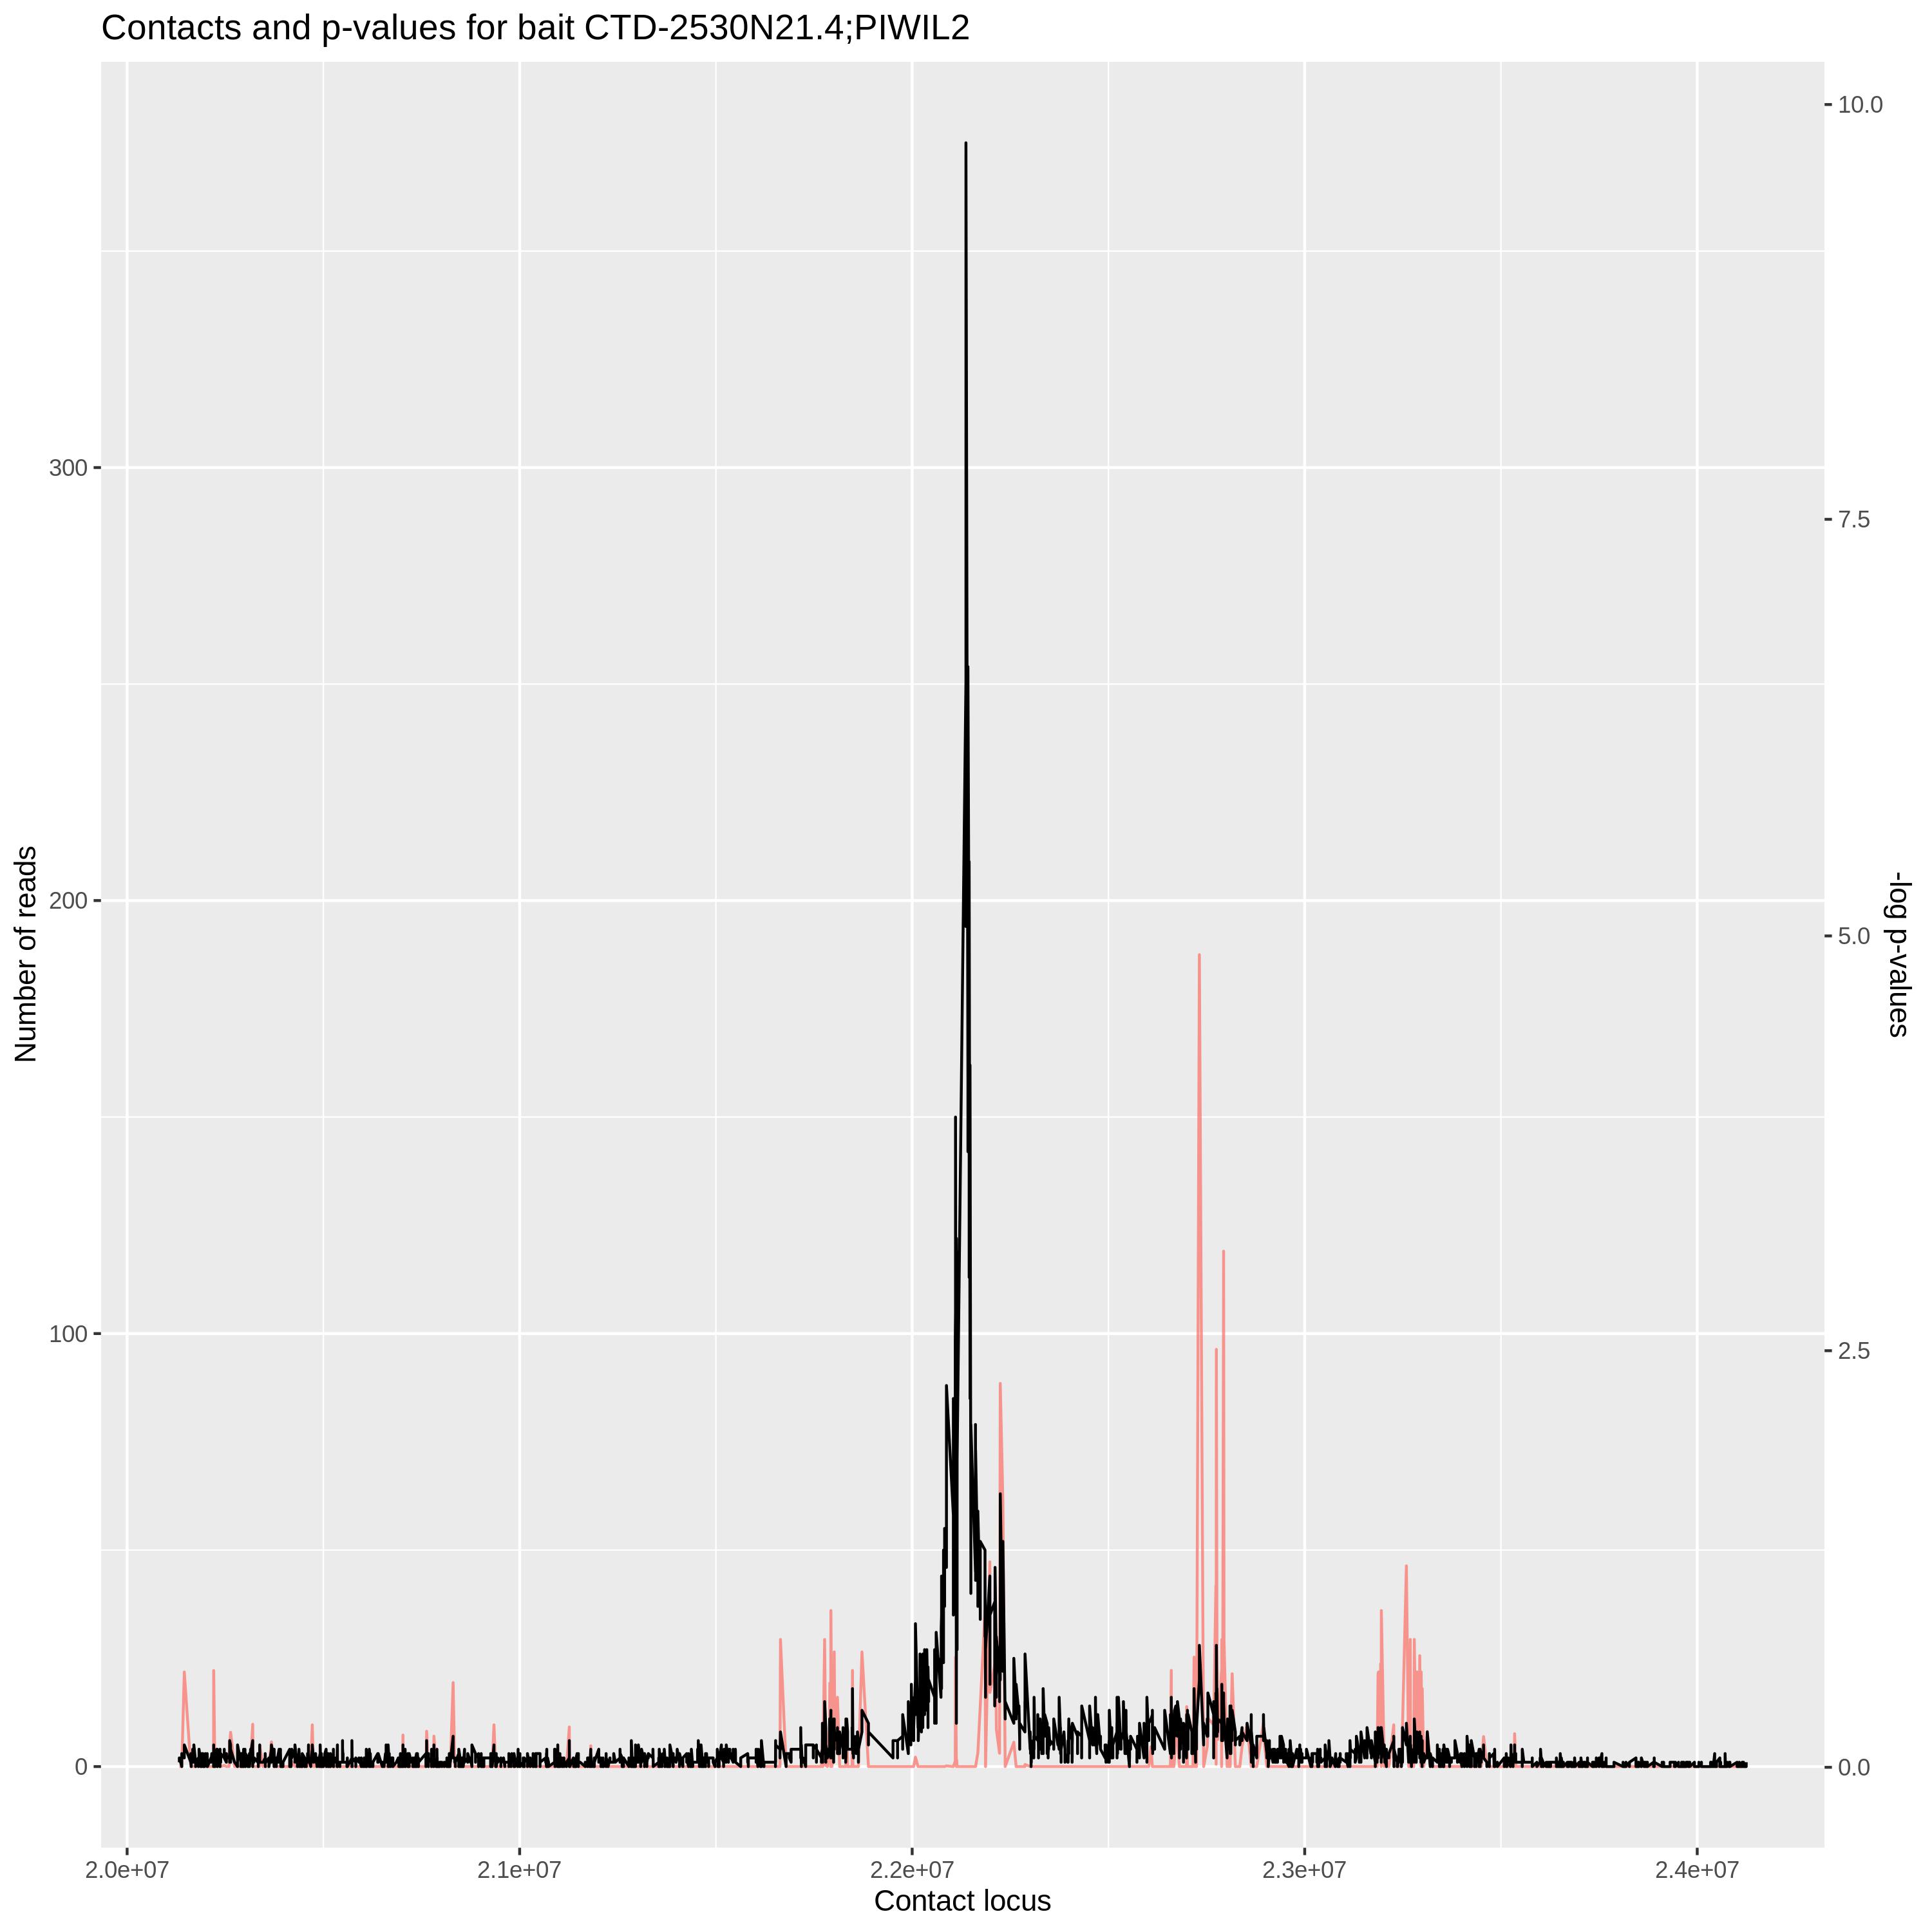 Contacts and p-values for bait CTD-2530N21.4;PIWIL2
Number of reads
300
200
100
0
10.0
7.5
5.0
2.5
0.0
-log p-values
2.0e+07
2.1e+07
2.2e+07
2.3e+07
2.4e+07
Contact locus